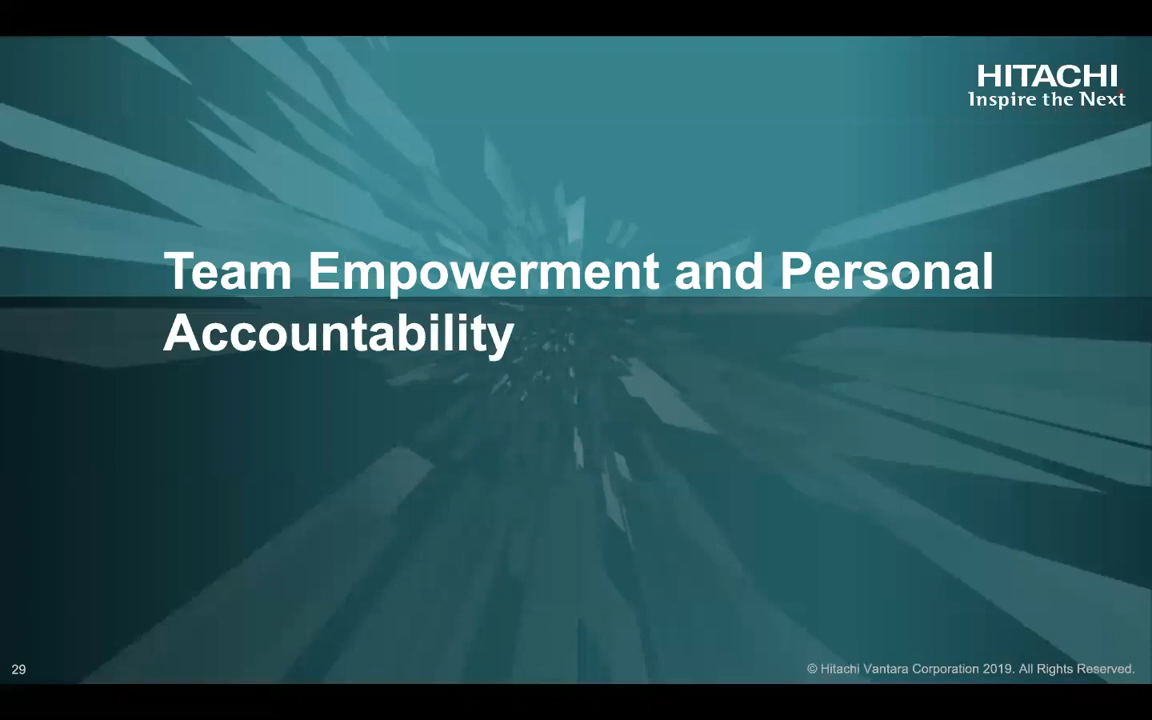 HITACHI
Inspire the Next
Team Empowerment and Personal
Accountability
29
© Hitachi Vantara Corporation 2019. All Rights Reserved.